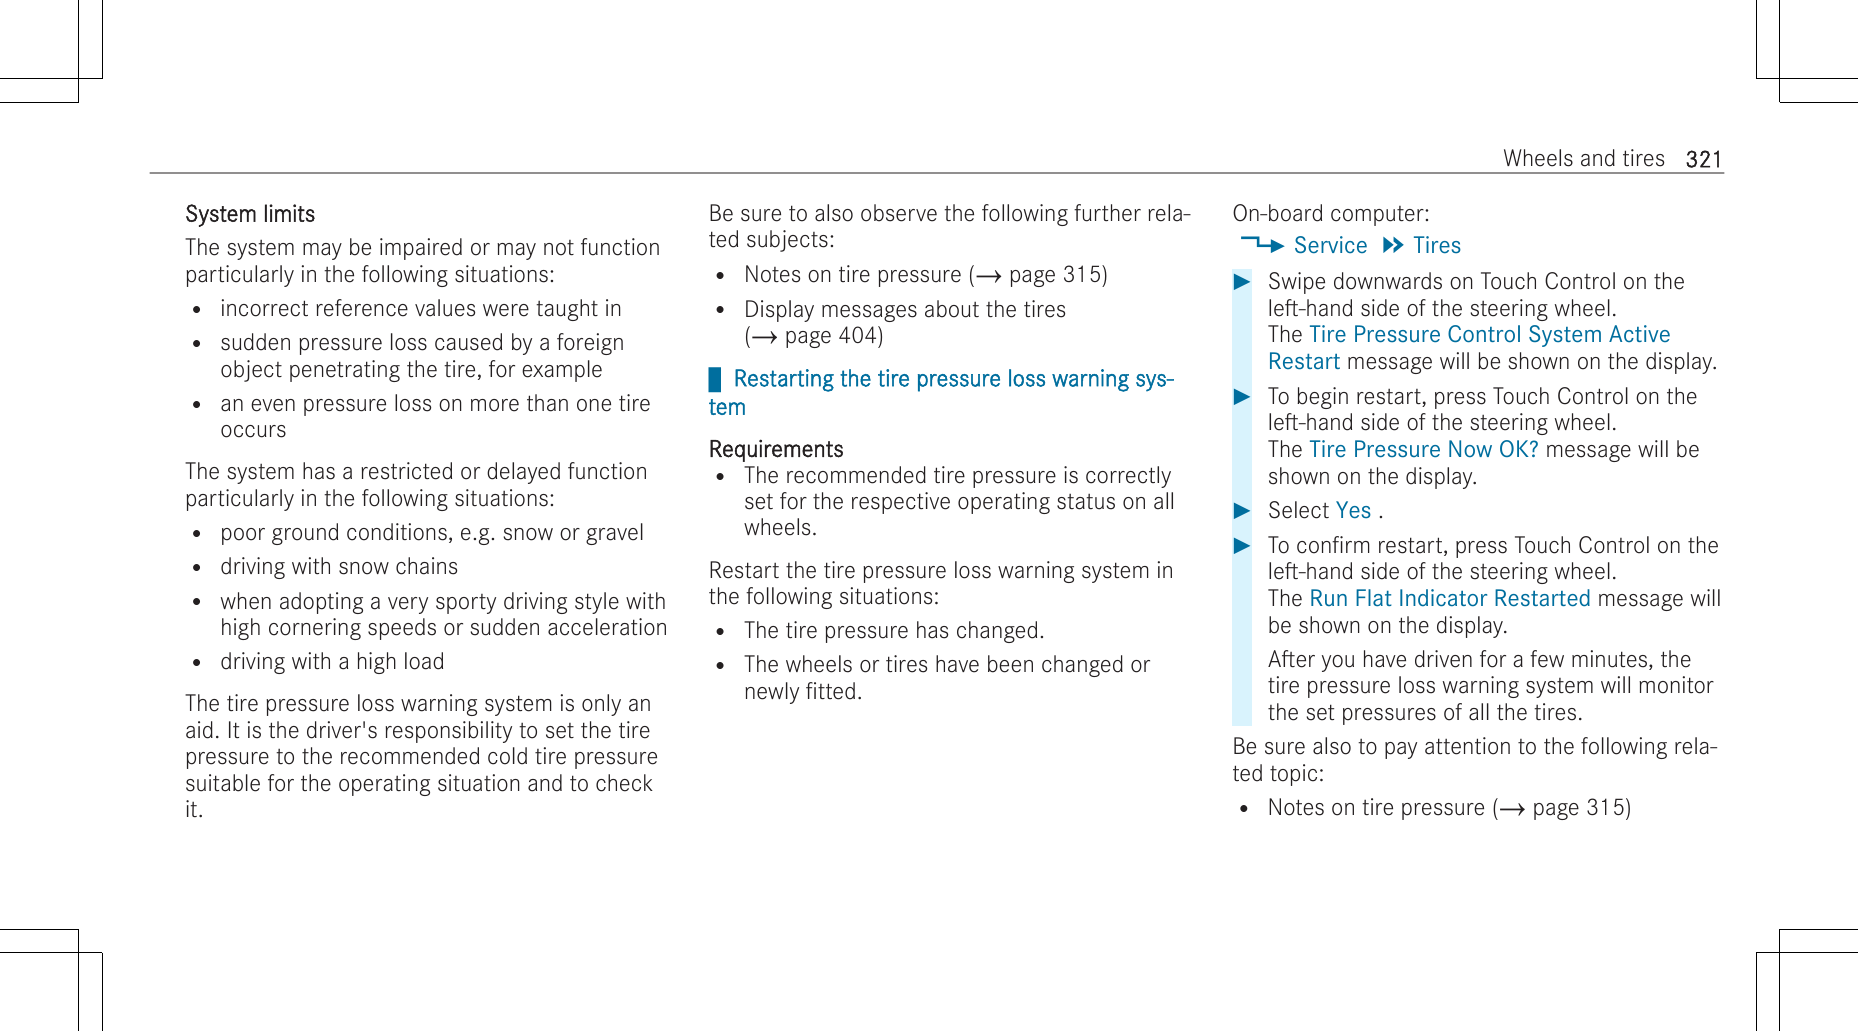 Wheels and tires 321
System limits
The system may be impaired or may not function
particularly in the following situations:
• incorrect reference values were taught in
• sudden pressure loss caused by a foreign
object penetrating the tire, for example
• an even pressure loss on more than one tire
occurs
The system has a restricted or delayed function
particularly in the following situations:
• poor ground conditions, e.g. snow or gravel
• driving with snow chains
• when adopting a very sporty driving style with
high cornering speeds or sudden acceleration
• driving with a high load
The tire pressure loss warning system is only an
aid. It is the driver's responsibility to set the tire
pressure to the recommended cold tire pressure
suitable for the operating situation and to check
it.
Be sure to also observe the following further rela-
ted subjects:
• Notes on tire pressure (→ page 315)
• Display messages about the tires
(→ page 404)
Restarting the tire pressure loss warning sys-
tem
Requirements
• The recommended tire pressure is correctly
set for the respective operating status on all
wheels.
Restart the tire pressure loss warning system in
the following situations:
• The tire pressure has changed.
• The wheels or tires have been changed or
newly fitted.
On-board computer:
Service Tires
Swipe downwards on Touch Control on the
left-hand side of the steering wheel.
The Tire Pressure Control System Active
Restart message will be shown on the display.
To begin restart, press Touch Control on the
left-hand side of the steering wheel.
The Tire Pressure Now OK? message will be
shown on the display.
Select Yes .
To confirm restart, press Touch Control on the
left-hand side of the steering wheel.
The Run Flat Indicator Restarted message will
be shown on the display.
After you have driven for a few minutes, the
tire pressure loss warning system will monitor
the set pressures of all the tires.
Be sure also to pay attention to the following rela-
ted topic:
• Notes on tire pressure (→ page 315)